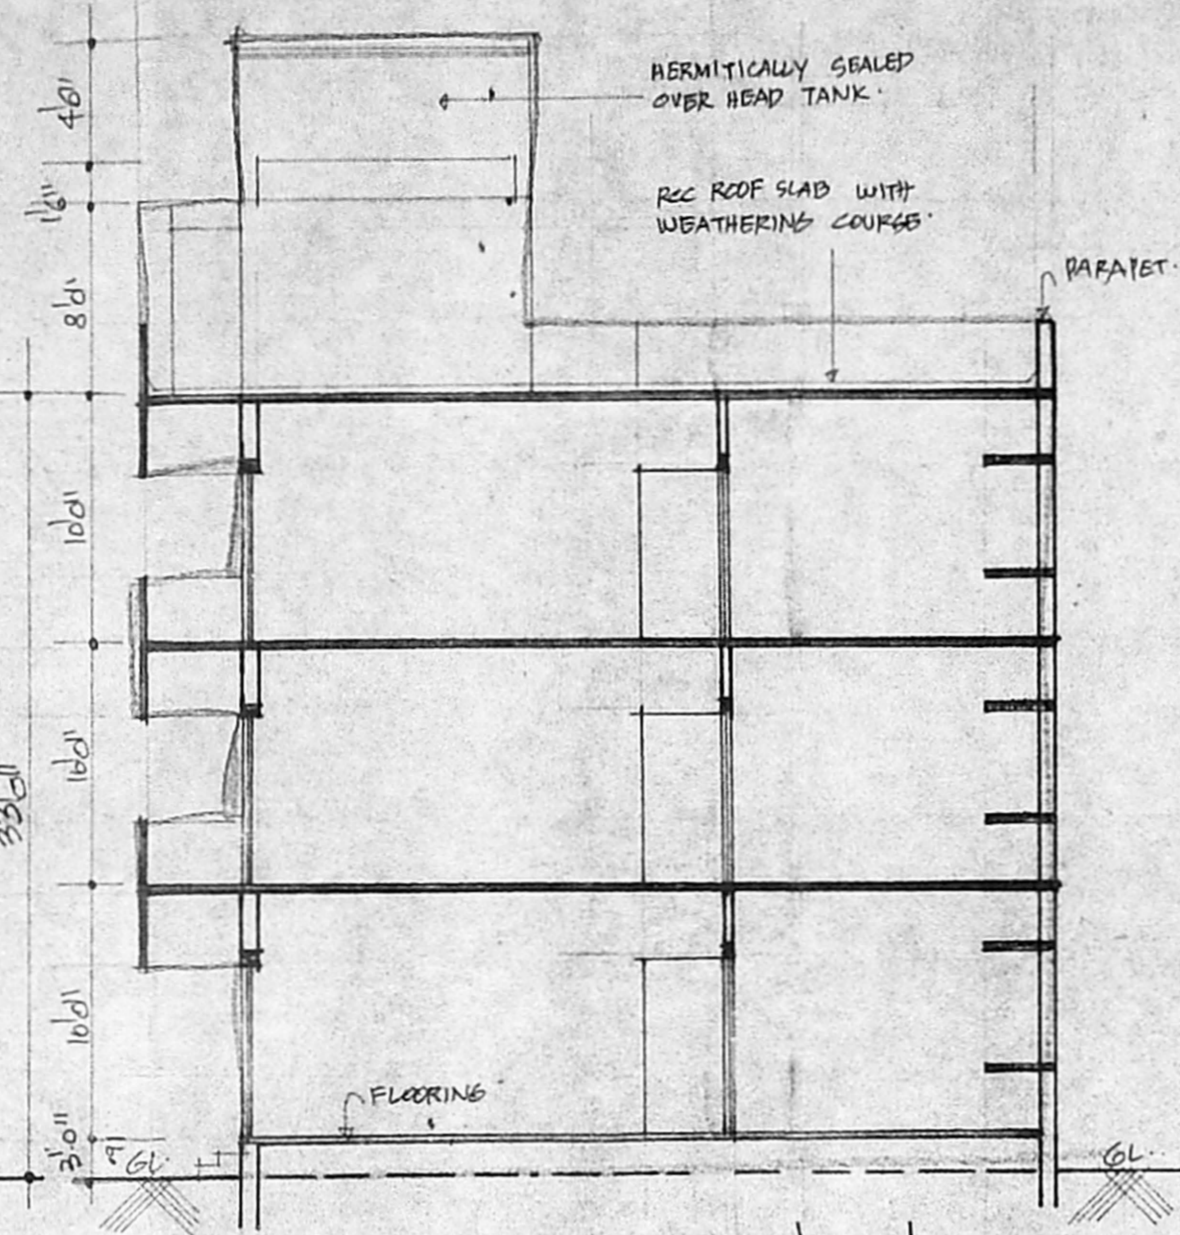 HERMITICALLY SEALED
OVER HEAD TANK.
4'0"
RCC ROOF SLAB WITH
WEATHERING COURSE.
1'6"
PARAPET.
8'0"
10'0"
10'0"
33'6"
10'0"
FLOORING
3'0"
GL.
GL..